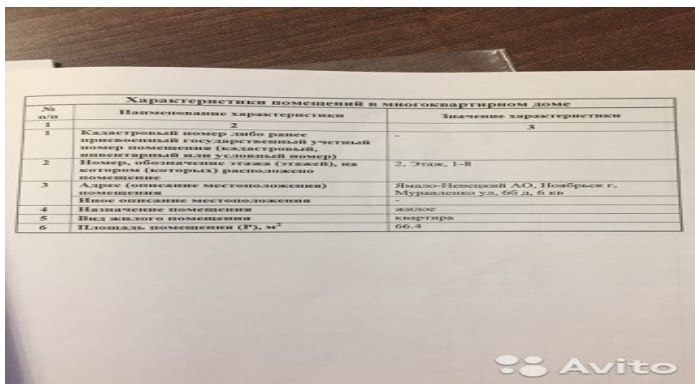 Характеристики помещений в многоквартирном доме
№ п/п
Наименование характеристики
Значение характеристики
1
2
3
1
Кадастровый номер либо ранее
присвоенный государственный учетный
номер помещения (кадастровый,
инвентарный или условный номер)
-
2
Номер, обозначение этажа (этажей), на
котором (которых) расположено
помещение
2, Этаж, 1-8
3
Адрес (описание местоположения)
помещения
Ямало-Ненецкий АО, Ноябрьск г,
Муравленко ул, 66 д, 6 кв
Иное описание местоположения
-
4
Назначение помещения
жилое
5
Вид жилого помещения
квартира
6
Площадь помещения (Р), м²
66.4
Avito